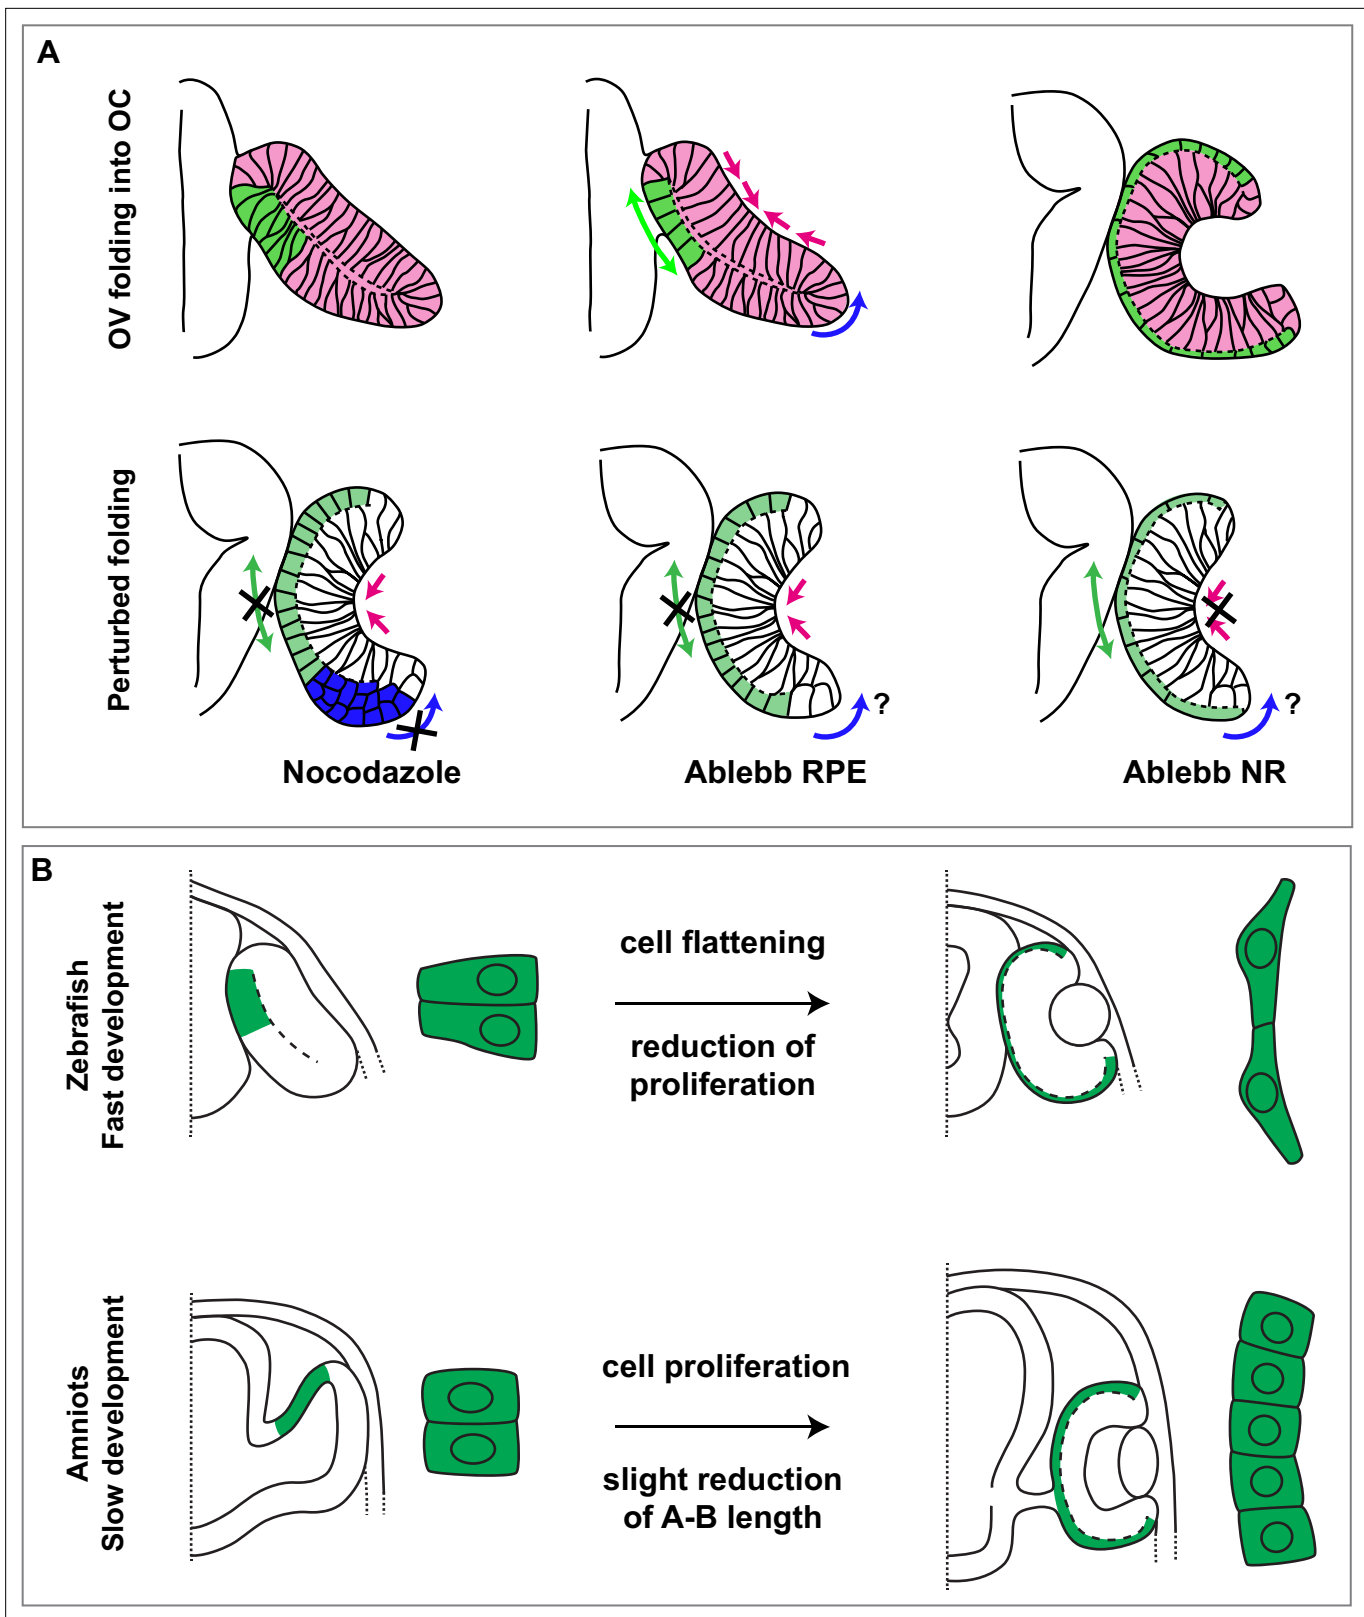 A
OV folding into OC
Perturbed folding
?
?
Nocodazole
Ablebb RPE
Ablebb NR
B
Zebrafish
Fast development
cell flattening
reduction of
proliferation
Amniots
Slow development
cell proliferation
slight reduction
of A-B length